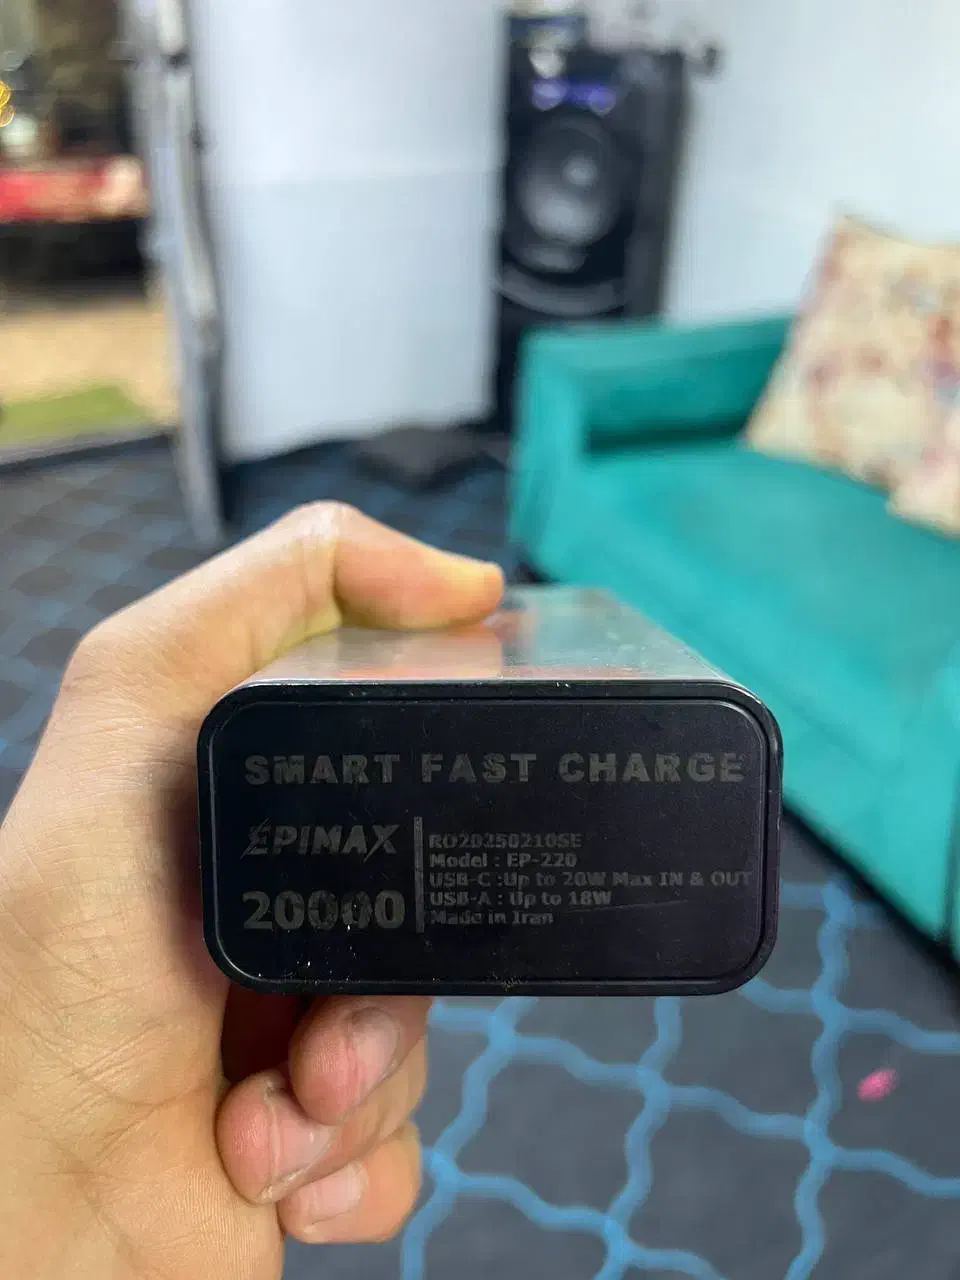 SMART FAST CHARGE
EPIMAX
20000
RO20250210SE
Model : EP-220
USB-C :Up to 20W Max IN & OUT
USB-A : Up to 18W
Made in Iran